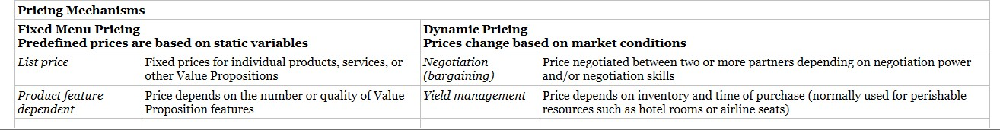 Pricing Mechanisms
Fixed Menu Pricing
Predefined prices are based on static variables
Dynamic Pricing
Prices change based on market conditions
List price
Fixed prices for individual products, services, or
other Value Propositions
Negotiation
(bargaining)
Price negotiated between two or more partners depending on negotiation power
and/or negotiation skills
Product feature
dependent
Price depends on the number or quality of Value
Proposition features
Yield management
Price depends on inventory and time of purchase (normally used for perishable
resources such as hotel rooms or airline seats)